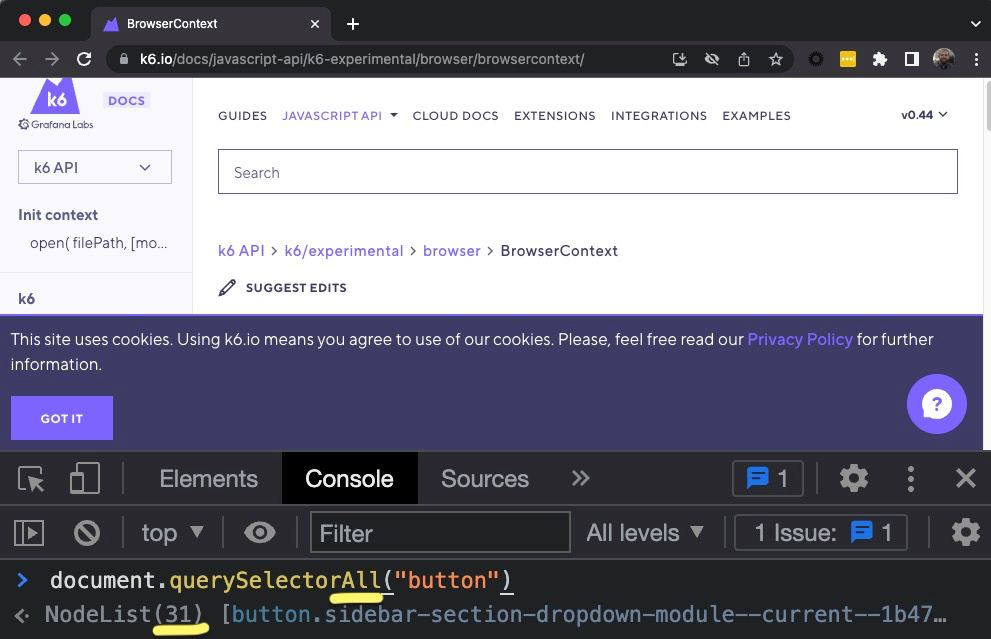 BrowserContext
k6.io/docs/javascript-api/k6-experimental/browser/browsercontext/
k6
DOCS
Grafana Labs
GUIDES JAVASCRIPT API CLOUD DOCS EXTENSIONS INTEGRATIONS EXAMPLES v0.44
k6 API
Search
Init context
open( filePath, [mo...
k6 API > k6/experimental > browser > BrowserContext
SUGGEST EDITS
k6
This site uses cookies. Using k6.io means you agree to use of our cookies. Please, feel free read our Privacy Policy for further
information.
GOT IT
?
Elements Console Sources >> 1
top Filter All levels 1 Issue: 1
> document.querySelectorAll("button")
NodeList(31) [button.sidebar-section-dropdown-module--current--1b47…